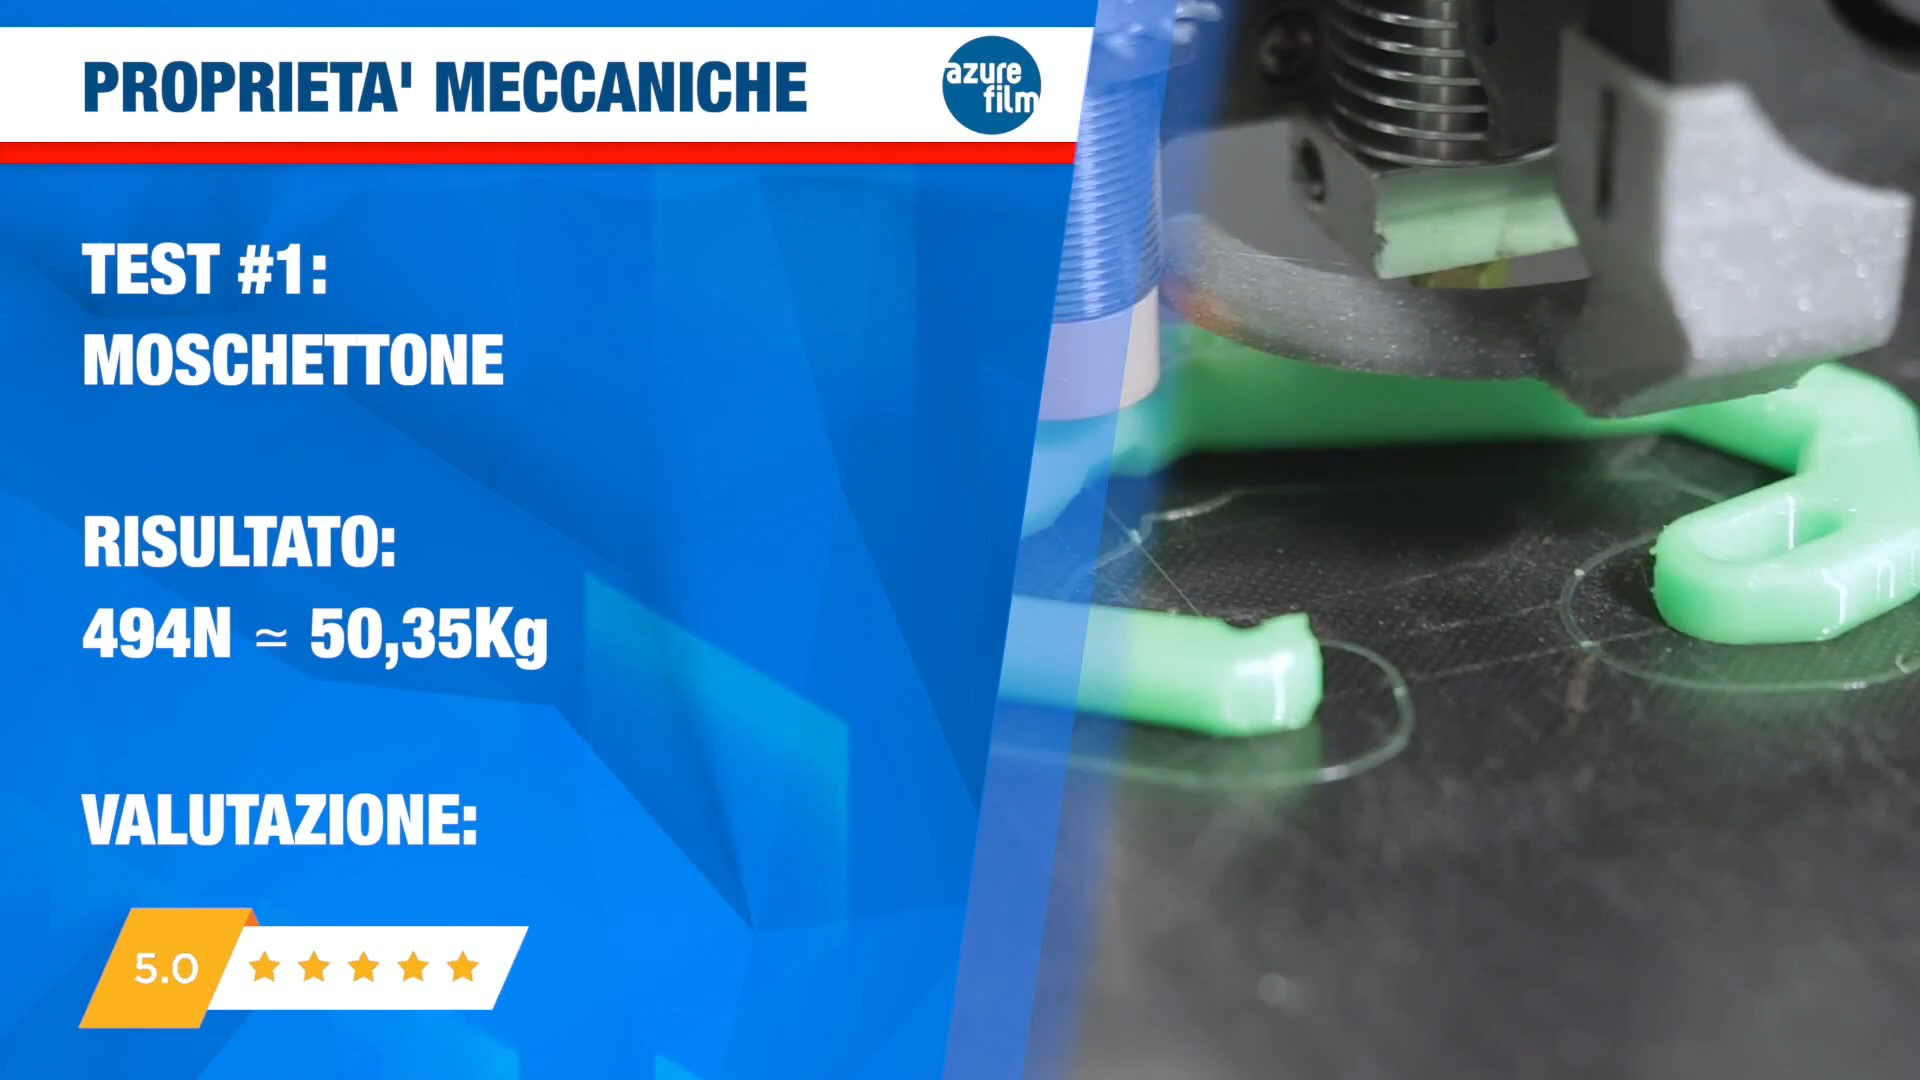 PROPRIETA' MECCANICHE
azure
film
TEST #1:
MOSCHETTONE
RISULTATO:
494N ≃ 50,35Kg
VALUTAZIONE:
5.0